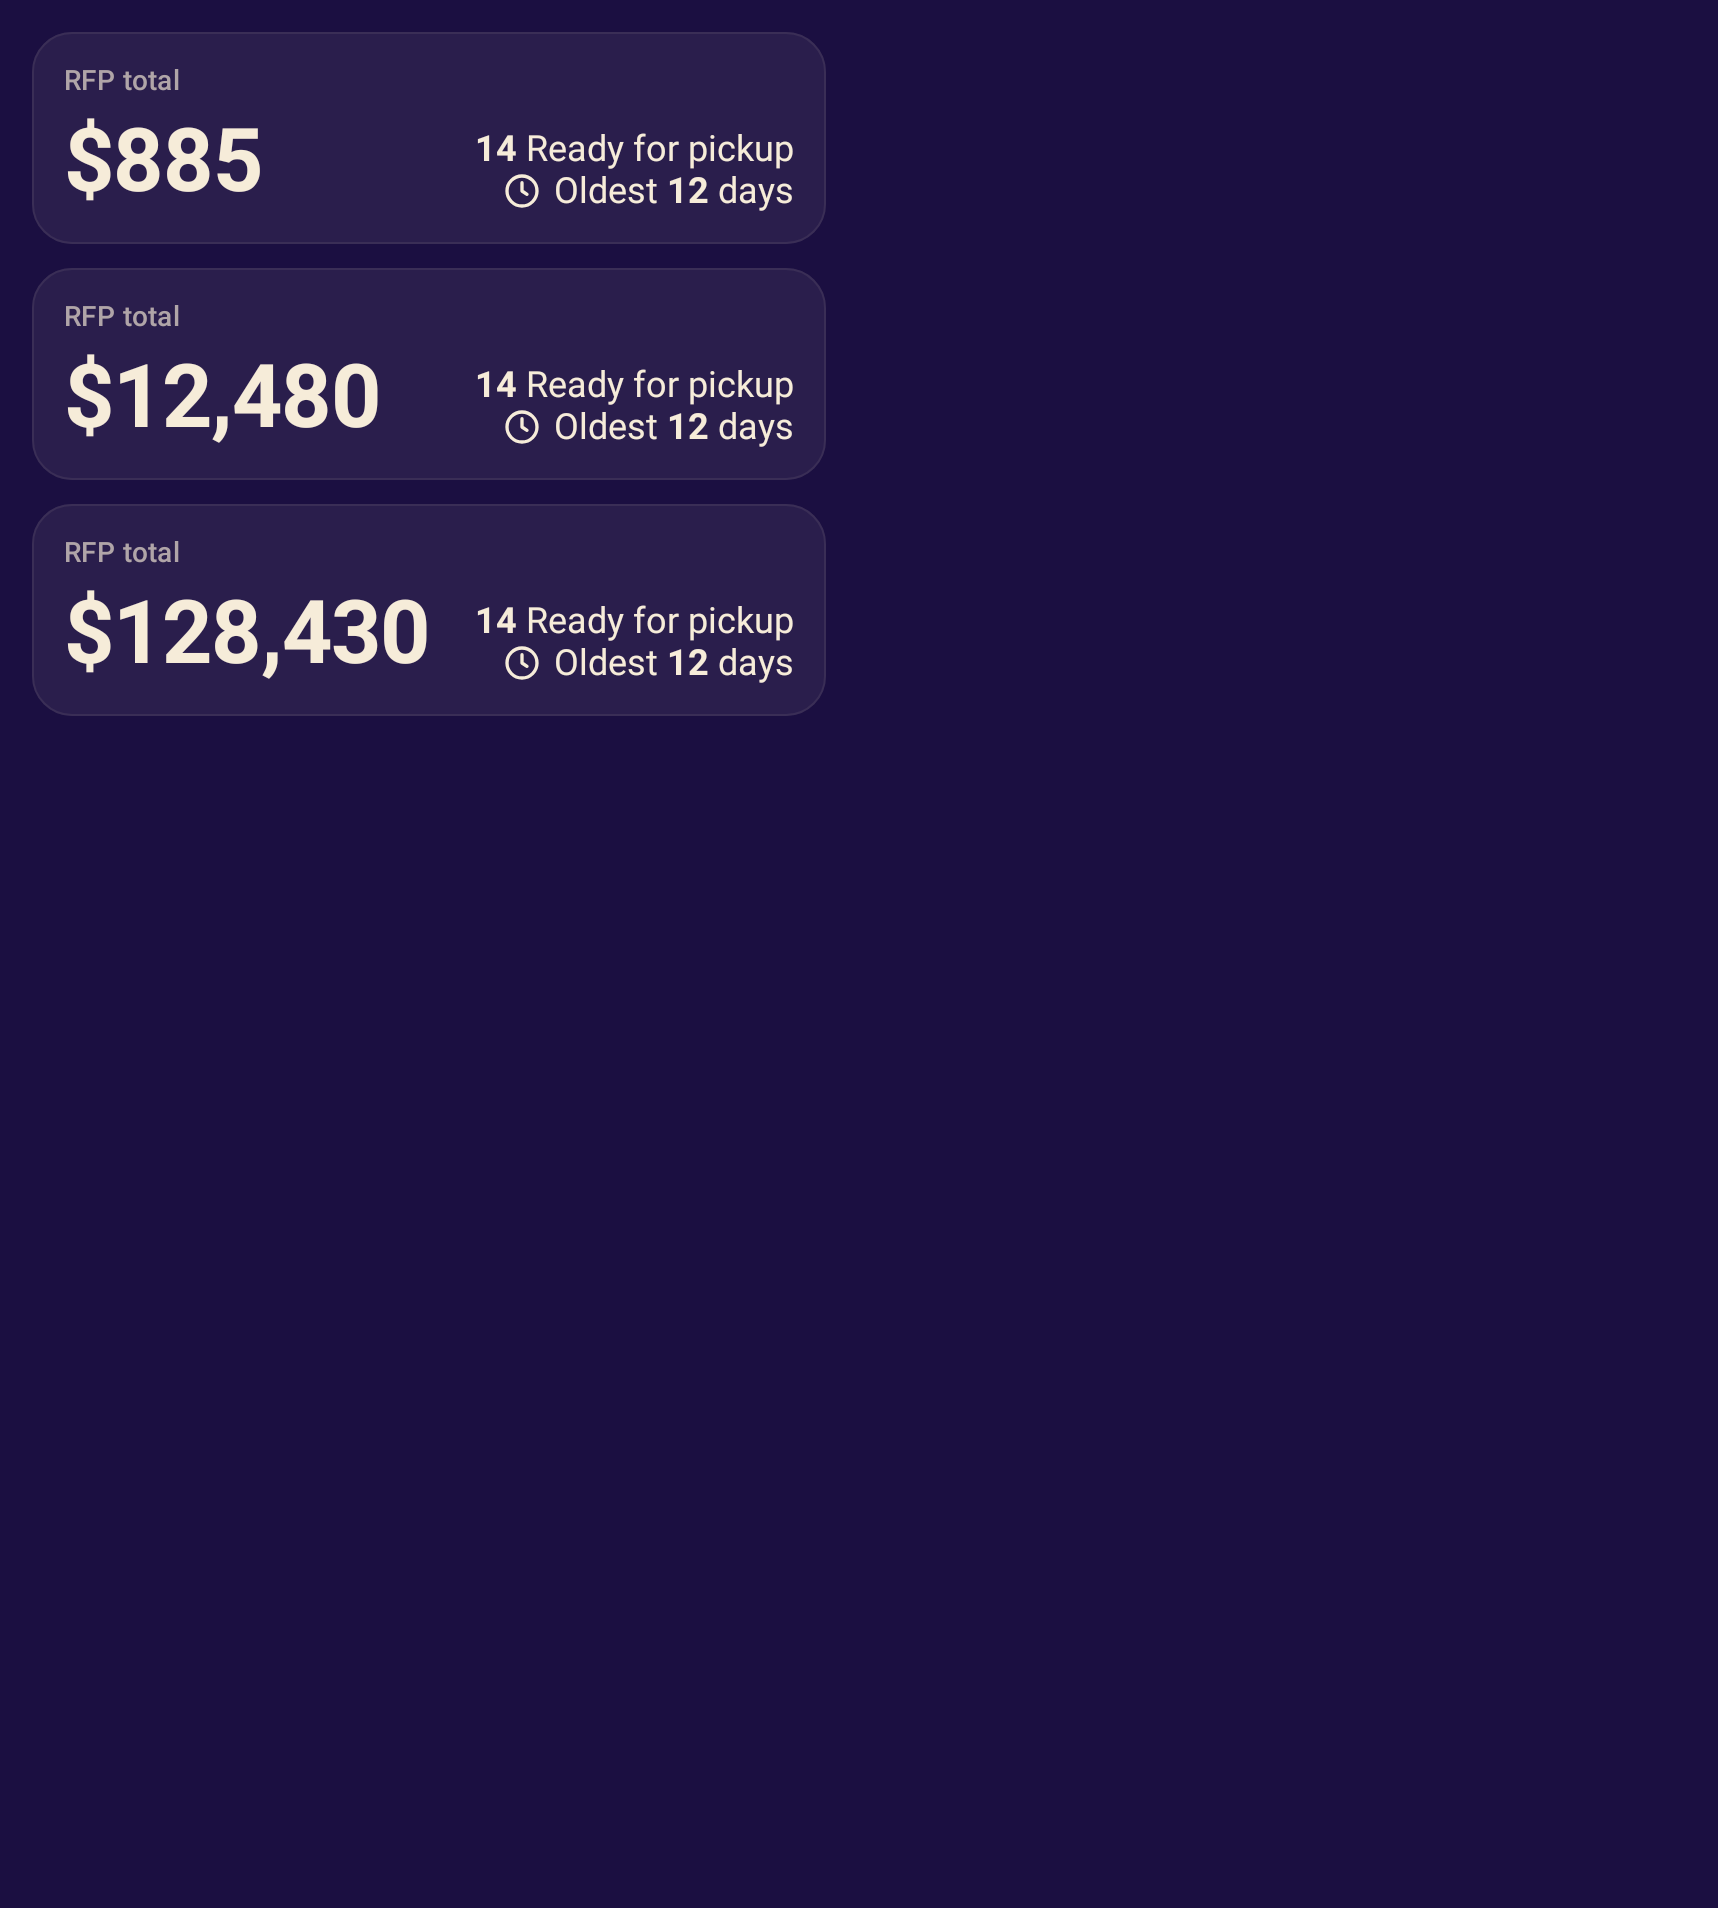 RFP total
$885
14 Ready for pickup
Oldest 12 days
RFP total
$12,480
14 Ready for pickup
Oldest 12 days
RFP total
$128,430
14 Ready for pickup
Oldest 12 days